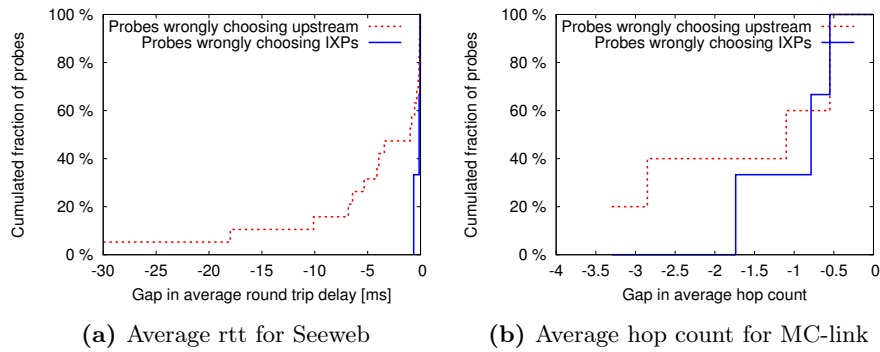 100 %
80 %
60 %
40 %
20 %
0 %
Cumulated fraction of probes
Probes wrongly choosing upstream
Probes wrongly choosing IXPs
-30 -25 -20 -15 -10 -5 0
Gap in average round trip delay [ms]
(a) Average rtt for Seeweb
100 %
80 %
60 %
40 %
20 %
0 %
Cumulated fraction of probes
Probes wrongly choosing upstream
Probes wrongly choosing IXPs
-4 -3.5 -3 -2.5 -2 -1.5 -1 -0.5 0
Gap in average hop count
(b) Average hop count for MC-link